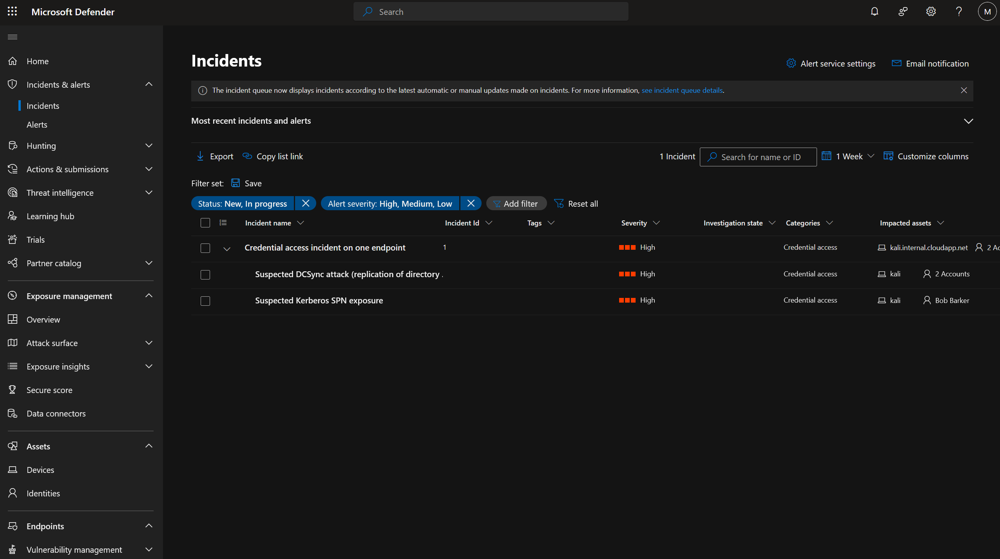 Microsoft Defender
Search
M
Home
Incidents & alerts
Incidents
Alerts
Hunting
Actions & submissions
Threat intelligence
Learning hub
Trials
Partner catalog
Exposure management
Overview
Attack surface
Exposure insights
Secure score
Data connectors
Assets
Devices
Identities
Endpoints
Vulnerability management
Incidents
Alert service settings
Email notification
The incident queue now displays incidents according to the latest automatic or manual updates made on incidents. For more information, see incident queue details.
Most recent incidents and alerts
Export Copy list link 1 Incident Search for name or ID 1 Week Customize columns
Filter set: Save
Status: New, In progress Alert severity: High, Medium, Low Add filter Reset all
Incident name Incident Id Tags Severity Investigation state Categories Impacted assets
Credential access incident on one endpoint 1 High Credential access kali.internal.cloudapp.net 2 Ac
Suspected DCSync attack (replication of directory . High Credential access kali 2 Accounts
Suspected Kerberos SPN exposure High Credential access kali Bob Barker